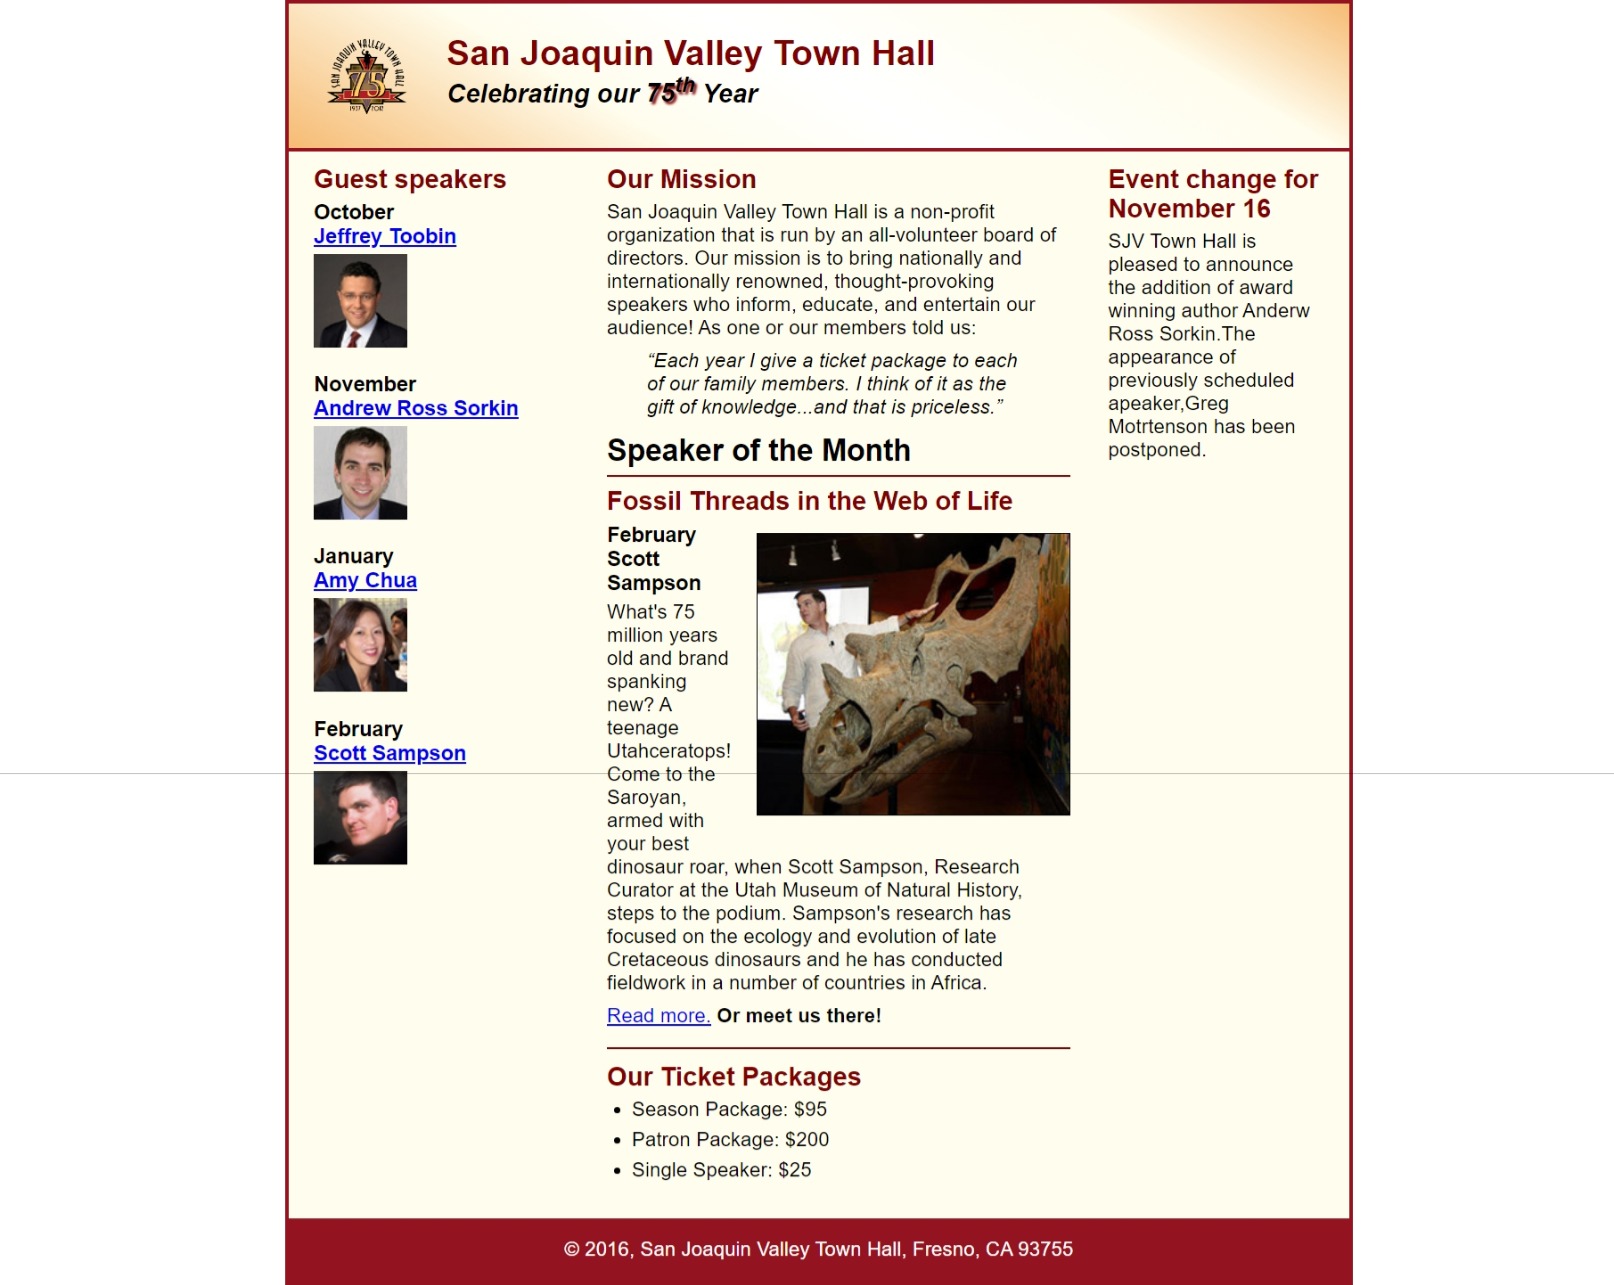 SAN JOAQUIN VALLEY TOWN HALL
75
1937 TO 2012
San Joaquin Valley Town Hall
Celebrating our 75th Year
Guest speakers
October
Jeffrey Toobin
November
Andrew Ross Sorkin
January
Amy Chua
February
Scott Sampson
Our Mission
San Joaquin Valley Town Hall is a non-profit
organization that is run by an all-volunteer board of
directors. Our mission is to bring nationally and
internationally renowned, thought-provoking
speakers who inform, educate, and entertain our
audience! As one or our members told us:
“Each year I give a ticket package to each
of our family members. I think of it as the
gift of knowledge...and that is priceless.”
Speaker of the Month
Fossil Threads in the Web of Life
February
Scott
Sampson
What's 75
million years
old and brand
spanking
new? A
teenage
Utahceratops!
Come to the
Saroyan,
armed with
your best
dinosaur roar, when Scott Sampson, Research
Curator at the Utah Museum of Natural History,
steps to the podium. Sampson's research has
focused on the ecology and evolution of late
Cretaceous dinosaurs and he has conducted
fieldwork in a number of countries in Africa.
Read more. Or meet us there!
Our Ticket Packages
• Season Package: $95
• Patron Package: $200
• Single Speaker: $25
Event change for
November 16
SJV Town Hall is
pleased to announce
the addition of award
winning author Anderw
Ross Sorkin.The
appearance of
previously scheduled
apeaker,Greg
Motrtenson has been
postponed.
© 2016, San Joaquin Valley Town Hall, Fresno, CA 93755